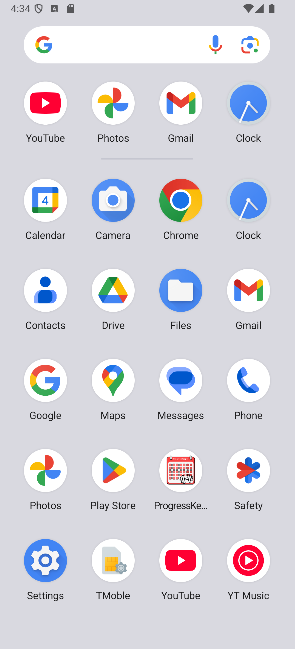 4:34
YouTube Photos Gmail Clock
Calendar Camera Chrome Clock
Contacts Drive Files Gmail
Google Maps Messages Phone
Photos Play Store ProgressKe... Safety
Settings TMoble YouTube YT Music